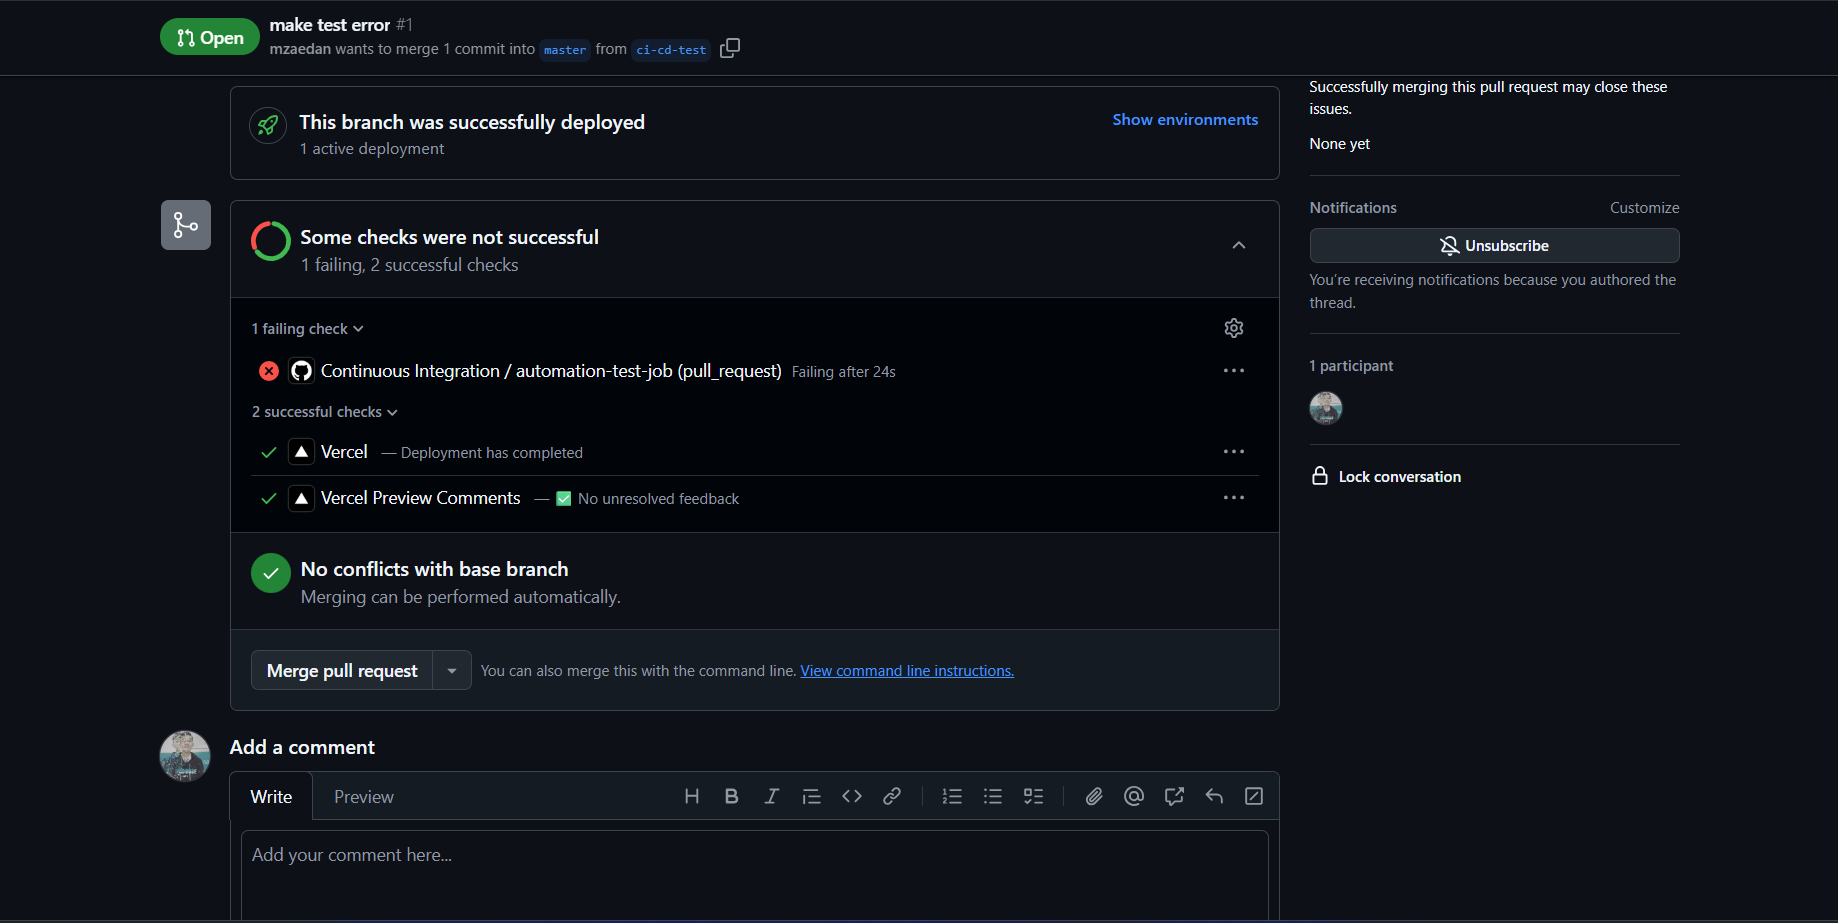 Open
make test error #1
mzaedan wants to merge 1 commit into master from ci-cd-test
This branch was successfully deployed
1 active deployment
Show environments
Some checks were not successful
1 failing, 2 successful checks
1 failing check
Continuous Integration / automation-test-job (pull_request) Failing after 24s
2 successful checks
Vercel — Deployment has completed
Vercel Preview Comments — ✅ No unresolved feedback
No conflicts with base branch
Merging can be performed automatically.
Merge pull request
You can also merge this with the command line. View command line instructions.
Add a comment
Write
Preview
Add your comment here...
Successfully merging this pull request may close these
issues.
None yet
Notifications
Customize
Unsubscribe
You're receiving notifications because you authored the
thread.
1 participant
Lock conversation